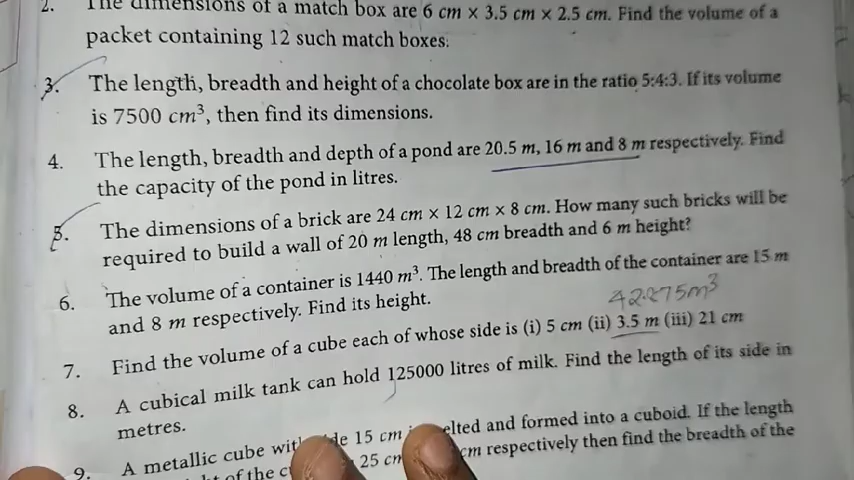 2. The dimensions of a match box are 6 cm × 3.5 cm × 2.5 cm. Find the volume of a
packet containing 12 such match boxes.
3. The length, breadth and height of a chocolate box are in the ratio 5:4:3. If its volume
is 7500 cm³, then find its dimensions.
4. The length, breadth and depth of a pond are 20.5 m, 16 m and 8 m respectively. Find
the capacity of the pond in litres.
5. The dimensions of a brick are 24 cm × 12 cm × 8 cm. How many such bricks will be
required to build a wall of 20 m length, 48 cm breadth and 6 m height?
6. The volume of a container is 1440 m³. The length and breadth of the container are 15 m
and 8 m respectively. Find its height.
7. Find the volume of a cube each of whose side is (i) 5 cm (ii) 3.5 m (iii) 21 cm
8. A cubical milk tank can hold 125000 litres of milk. Find the length of its side in
metres.
9. A metallic cube 15 cm and formed into a cuboid. If the length
of the 25 cm respectively then find the breadth of the